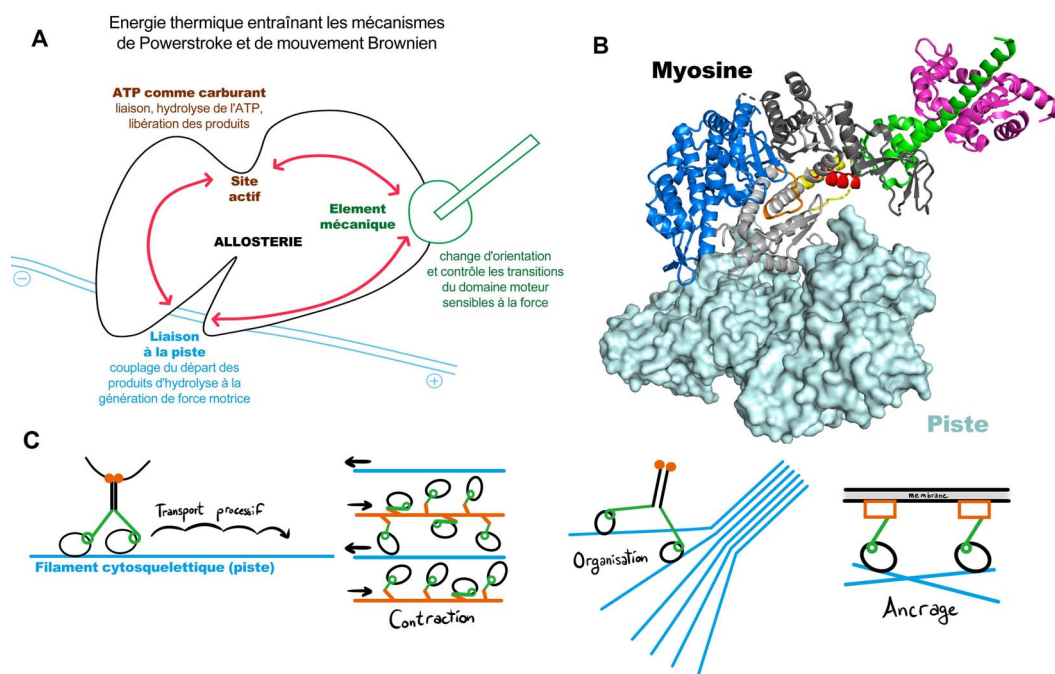 Energie thermique entraînant les mécanismes
de Powerstroke et de mouvement Brownien
A
ATP comme carburant
liaison, hydrolyse de l'ATP,
libération des produits
Site
actif
Element
mécanique
ALLOSTERIE
change d'orientation
et contrôle les transitions
du domaine moteur
sensibles à la force
−
Liaison
à la piste
couplage du départ des
produits d'hydrolyse à la
génération de force motrice
+
B
Myosine
Piste
C
Transport processif
Filament cytosquelettique (piste)
Contraction
Organisation
membrane
Ancrage